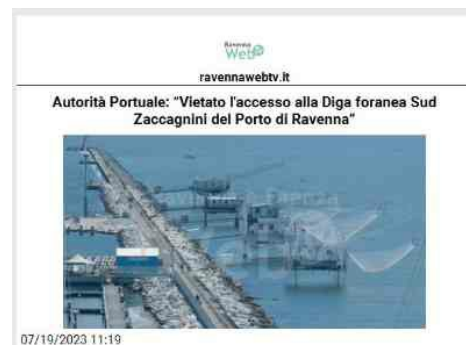 Ravenna
Web
ravennawebtv.it
Autorità Portuale: “Vietato l'accesso alla Diga foranea Sud
Zaccagnini del Porto di Ravenna”
07/19/2023 11:19